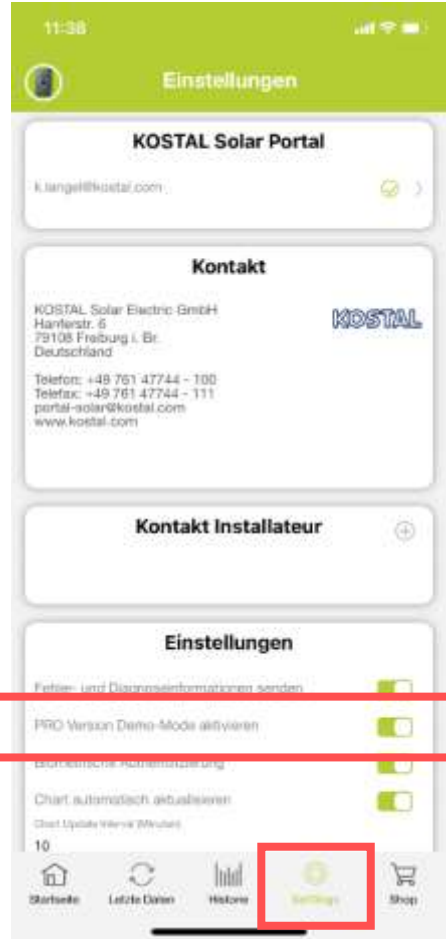 11:38
Einstellungen
KOSTAL Solar Portal
k.langel@kostal.com
Kontakt
KOSTAL Solar Electric GmbH
KOSTAL
Hanferstr. 6
79108 Freiburg i. Br.
Deutschland
Telefon: +49 761 47744 - 100
Telefax: +49 761 47744 - 111
portal-solar@kostal.com
www.kostal.com
Kontakt Installateur
Einstellungen
Fehler- und Diagnoseinformationen senden
PRO Version Demo-Mode aktivieren
Biometrische Authentifizierung
Chart automatisch aktualisieren
Chart Update Interval (Minuten)
10
Startseite Letzte Daten Historie Settings Shop